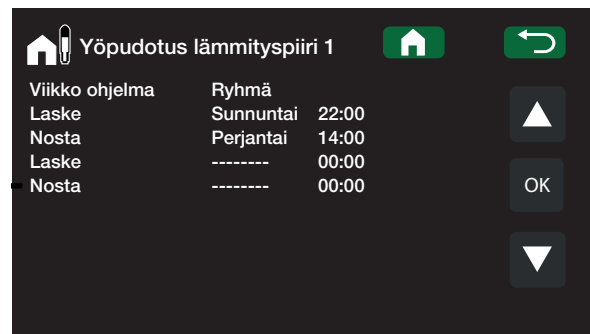 Yöpudotus lämmityspiiri 1
Viikko ohjelma Ryhmä
Laske Sunnuntai 22:00
Nosta Perjantai 14:00
Laske -------- 00:00
Nosta -------- 00:00
OK